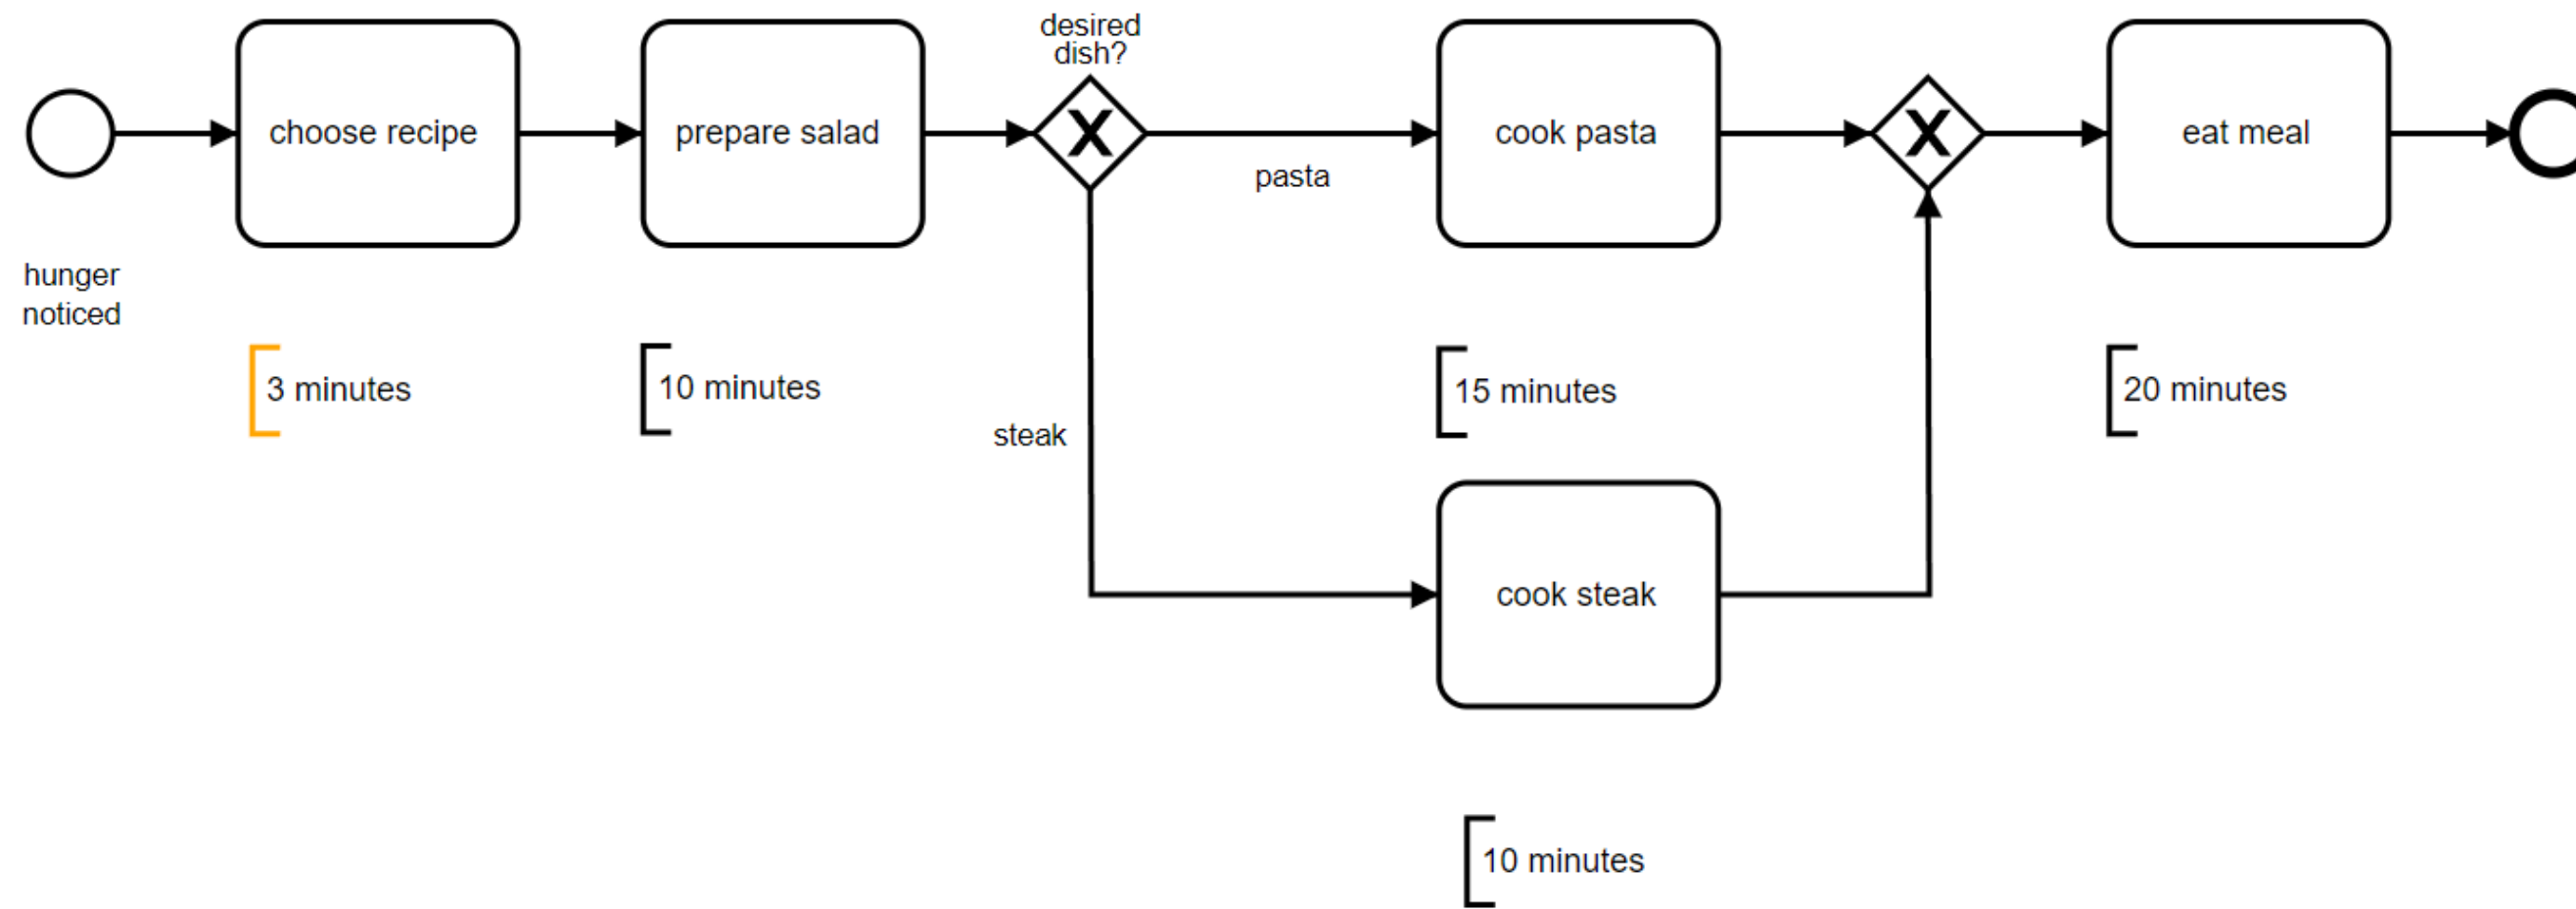 desired
dish?
choose recipe
prepare salad
X
cook pasta
X
eat meal
pasta
hunger
noticed
3 minutes
10 minutes
15 minutes
20 minutes
steak
cook steak
10 minutes